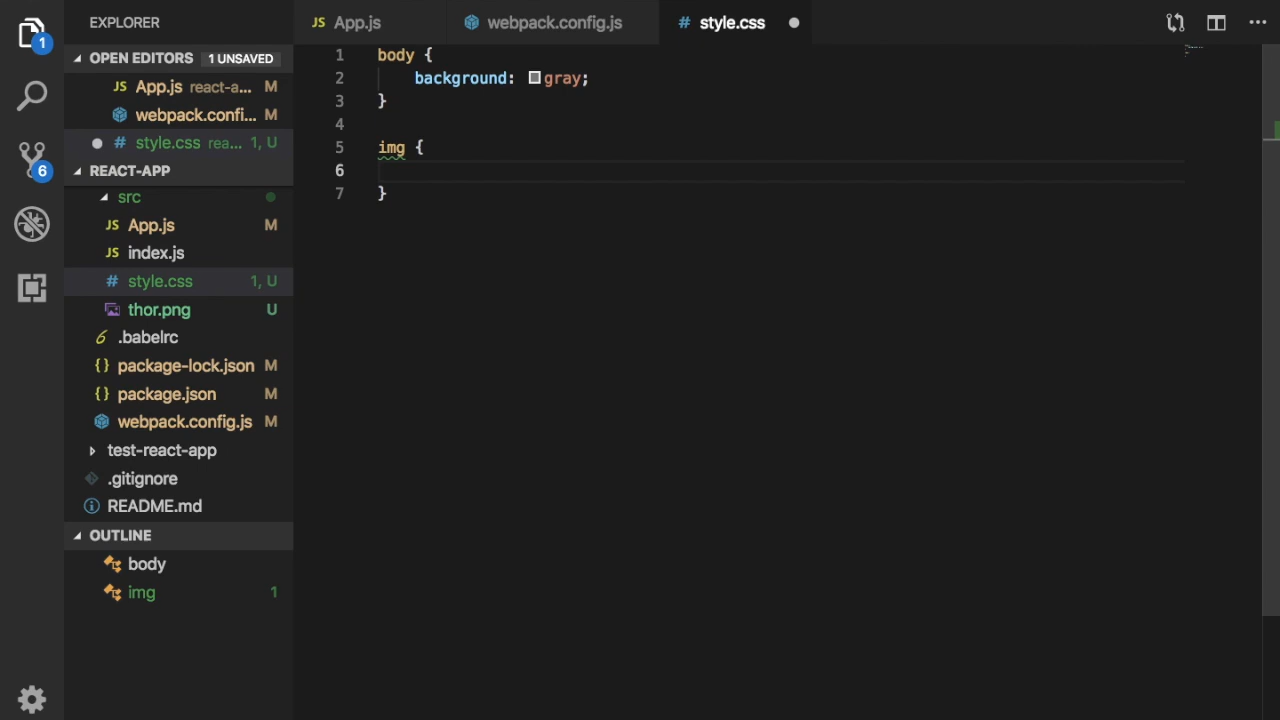 EXPLORER
OPEN EDITORS 1 UNSAVED
JS App.js react-a... M
webpack.confi... M
# style.css rea... 1, U
REACT-APP
src
JS App.js M
JS index.js
# style.css 1, U
thor.png U
.babelrc
{} package-lock.json M
{} package.json M
webpack.config.js M
test-react-app
.gitignore
README.md
OUTLINE
body
img 1
1
6
JS App.js
webpack.config.js
# style.css
1 body {
2 background: gray;
3 }
4
5 img {
6
7 }